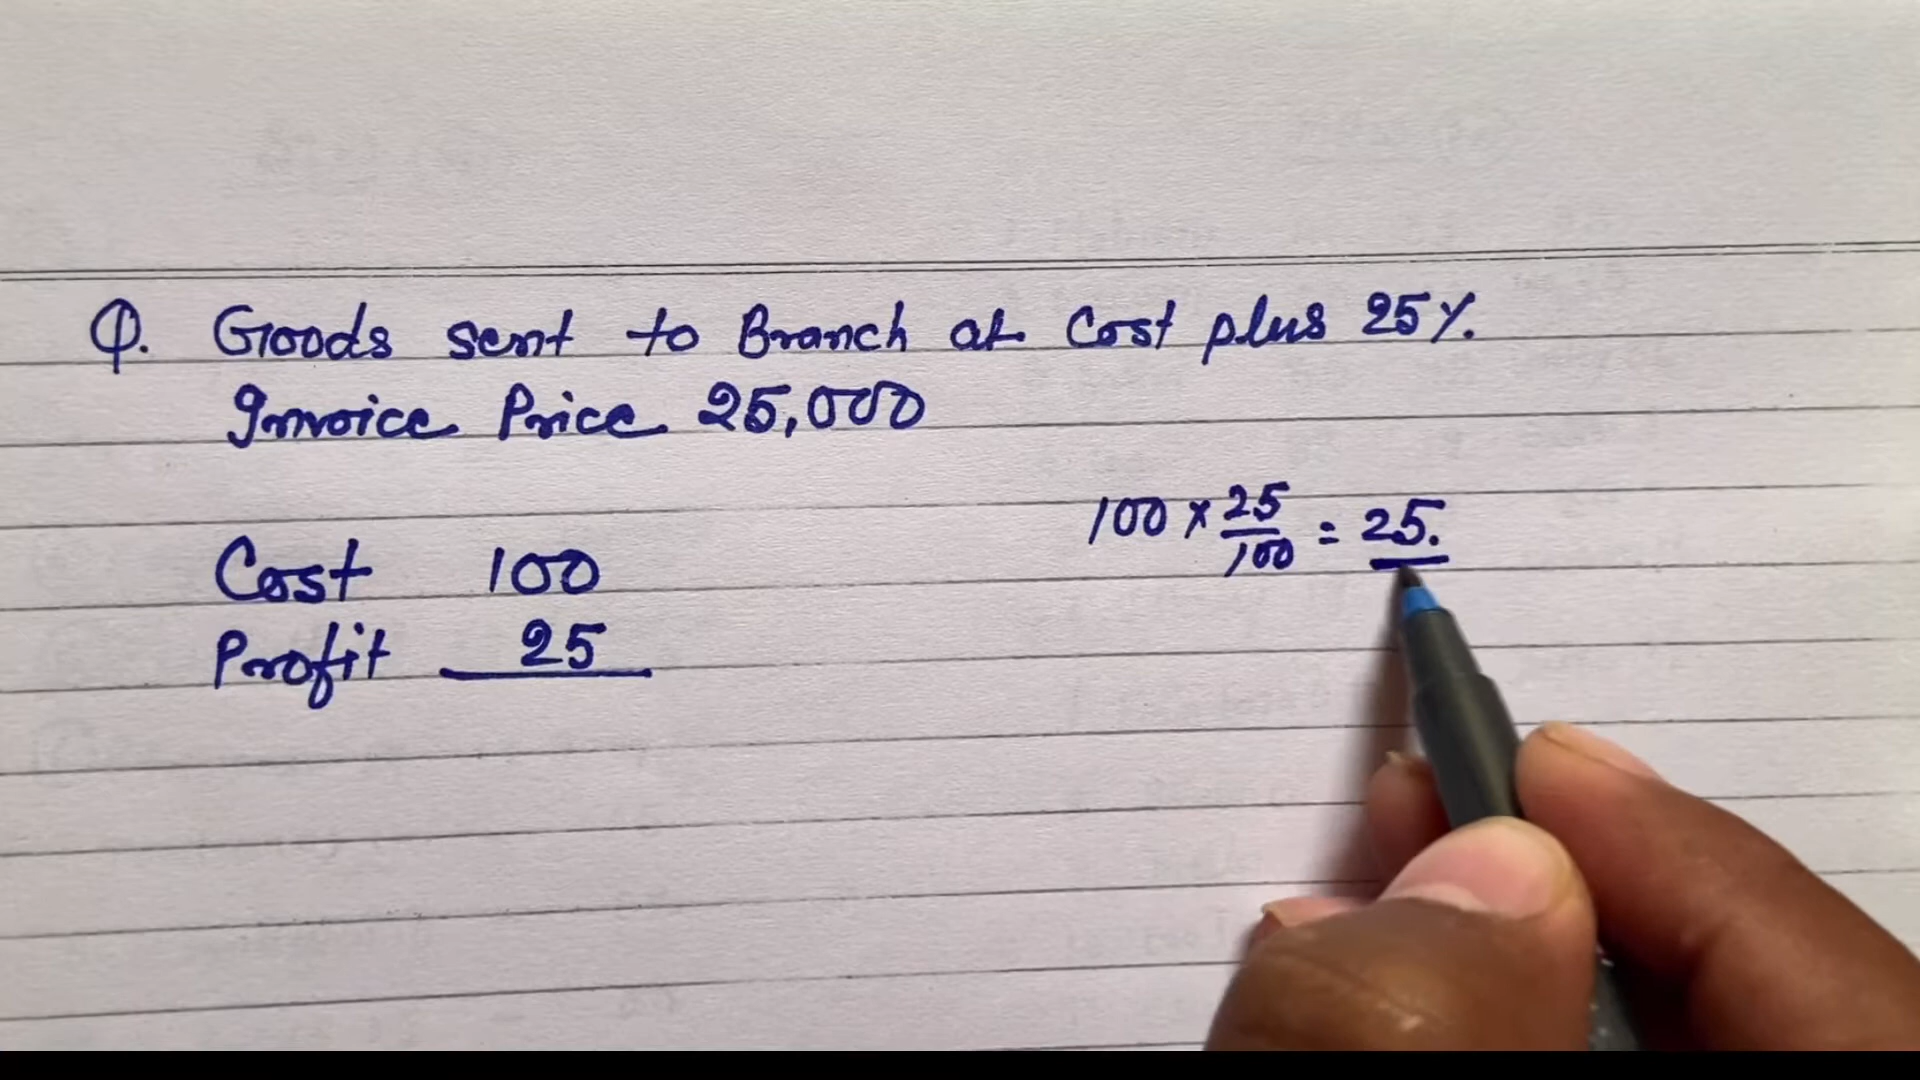 Q. Goods sent to Branch at Cost plus 25%.
Invoice Price 25,000
100 × 25/100 = 25.
Cost 100
Profit 25